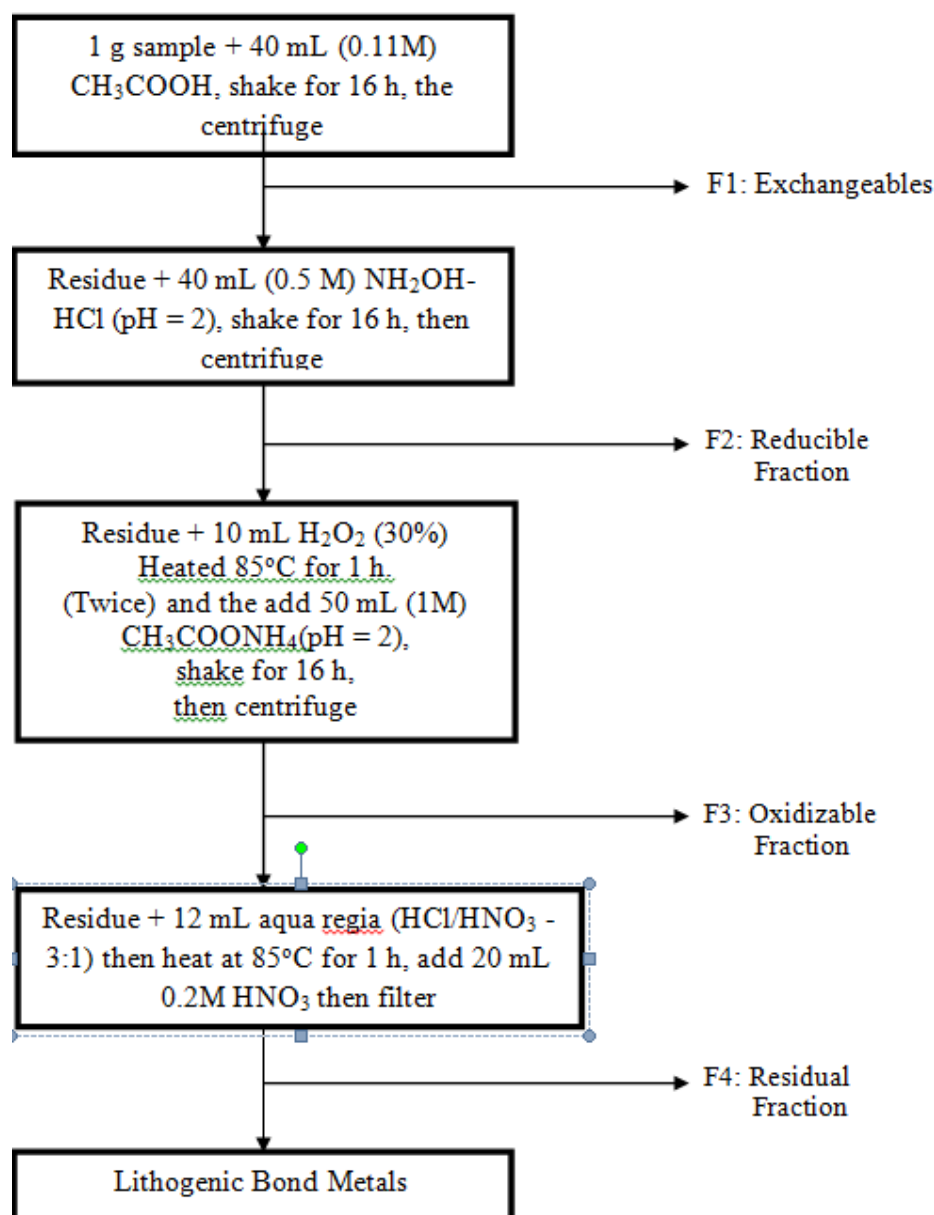 1 g sample + 40 mL (0.11M)
CH₃COOH, shake for 16 h, the
centrifuge
F1: Exchangeables
Residue + 40 mL (0.5 M) NH₂OH-
HCl (pH = 2), shake for 16 h, then
centrifuge
F2: Reducible
Fraction
Residue + 10 mL H₂O₂ (30%)
Heated 85°C for 1 h.
(Twice) and the add 50 mL (1M)
CH₃COONH₄(pH = 2),
shake for 16 h,
then centrifuge
F3: Oxidizable
Fraction
Residue + 12 mL aqua regia (HCl/HNO₃ -
3:1) then heat at 85°C for 1 h, add 20 mL
0.2M HNO₃ then filter
F4: Residual
Fraction
Lithogenic Bond Metals